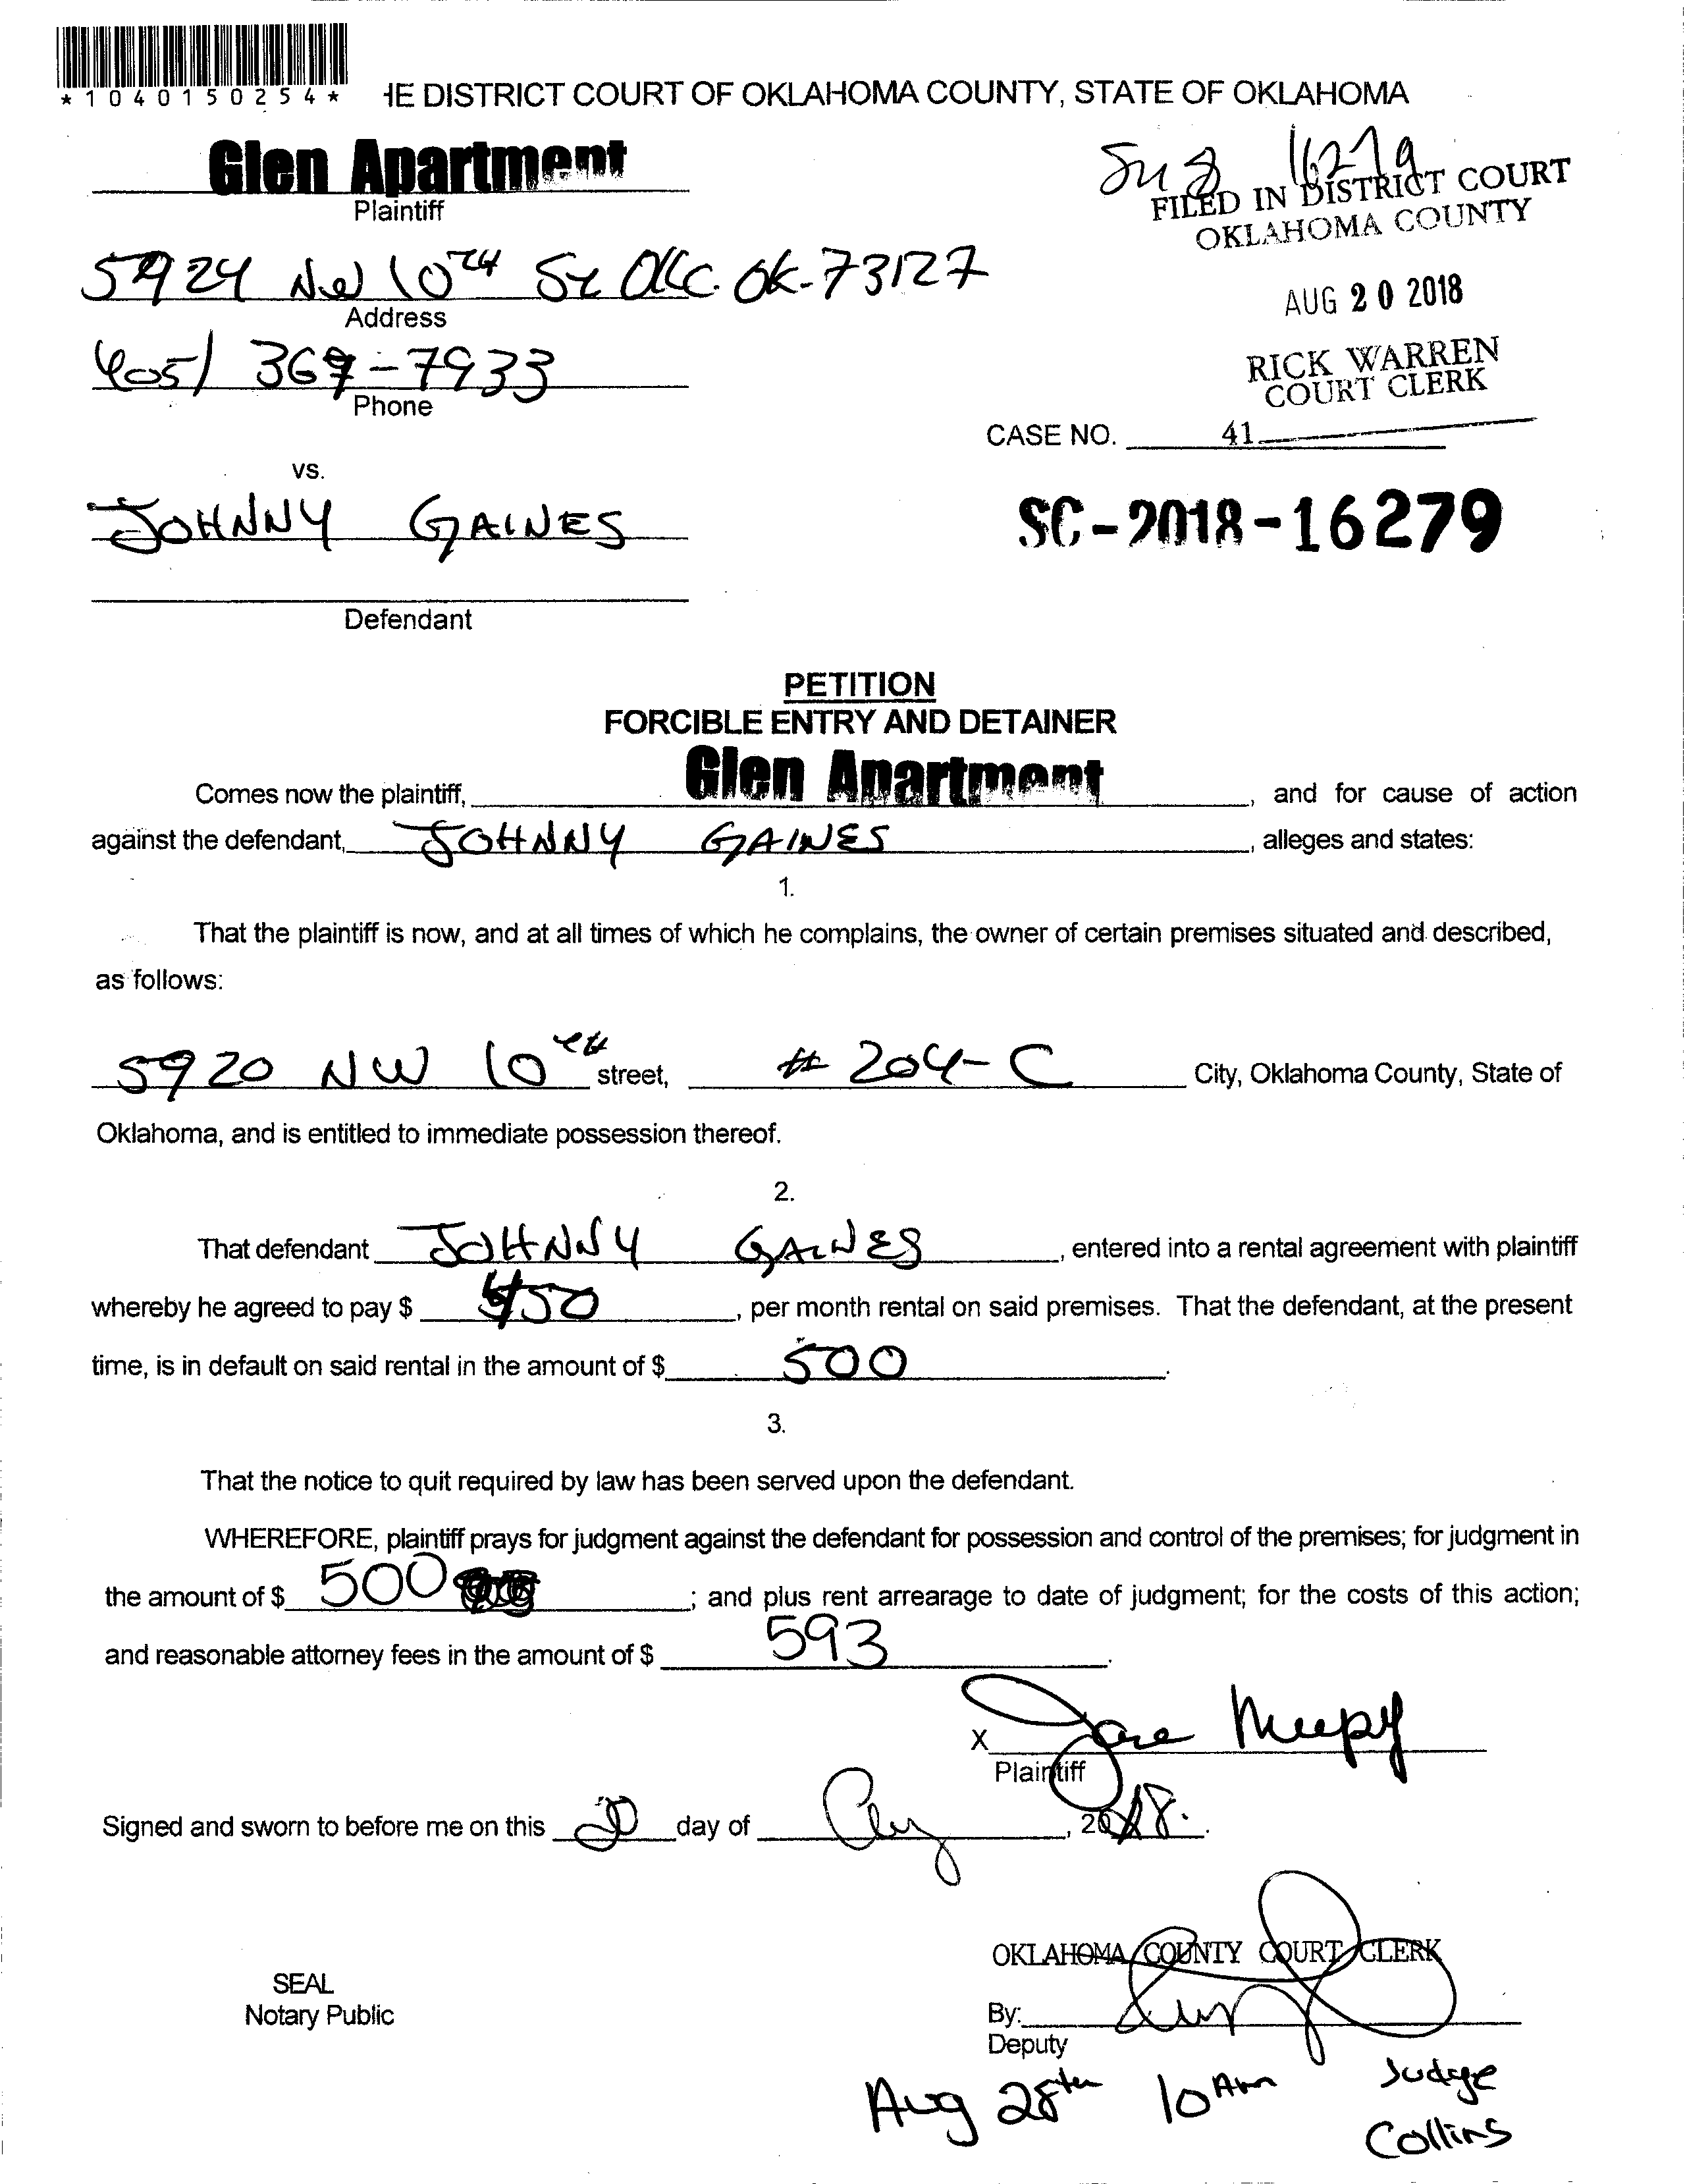 *1040150254*
HE DISTRICT COURT OF OKLAHOMA COUNTY, STATE OF OKLAHOMA
Glen Apartment
Plaintiff
16279
FILED IN DISTRICT COURT
OKLAHOMA COUNTY
5924 NW 10TH St OKC. OK-73127
Address
AUG 20 2018
405) 367-7933
Phone
RICK WARREN
COURT CLERK
CASE NO. 41
vs.
JOHNNY GAINES
SC-2018-16279
Defendant
PETITION
FORCIBLE ENTRY AND DETAINER
Comes now the plaintiff, Glen Apartment, and for cause of action
against the defendant, JOHNNY GAINES, alleges and states:
1.
That the plaintiff is now, and at all times of which he complains, the owner of certain premises situated and described,
as follows:
5920 NW 10TH street, # 204-C City, Oklahoma County, State of
Oklahoma, and is entitled to immediate possession thereof.
2.
That defendant JOHNNY GAINES, entered into a rental agreement with plaintiff
whereby he agreed to pay $ 450, per month rental on said premises. That the defendant, at the present
time, is in default on said rental in the amount of $ 500.
3.
That the notice to quit required by law has been served upon the defendant.
WHEREFORE, plaintiff prays for judgment against the defendant for possession and control of the premises; for judgment in
the amount of $ 500; and plus rent arrearage to date of judgment; for the costs of this action;
and reasonable attorney fees in the amount of $ 593.
X
Plaintiff
Signed and sworn to before me on this 20 day of Aug, 2018.
OKLAHOMA COUNTY COURT CLERK
SEAL
Notary Public
By:
Deputy
Aug 28th 10 Am Judge
Collins